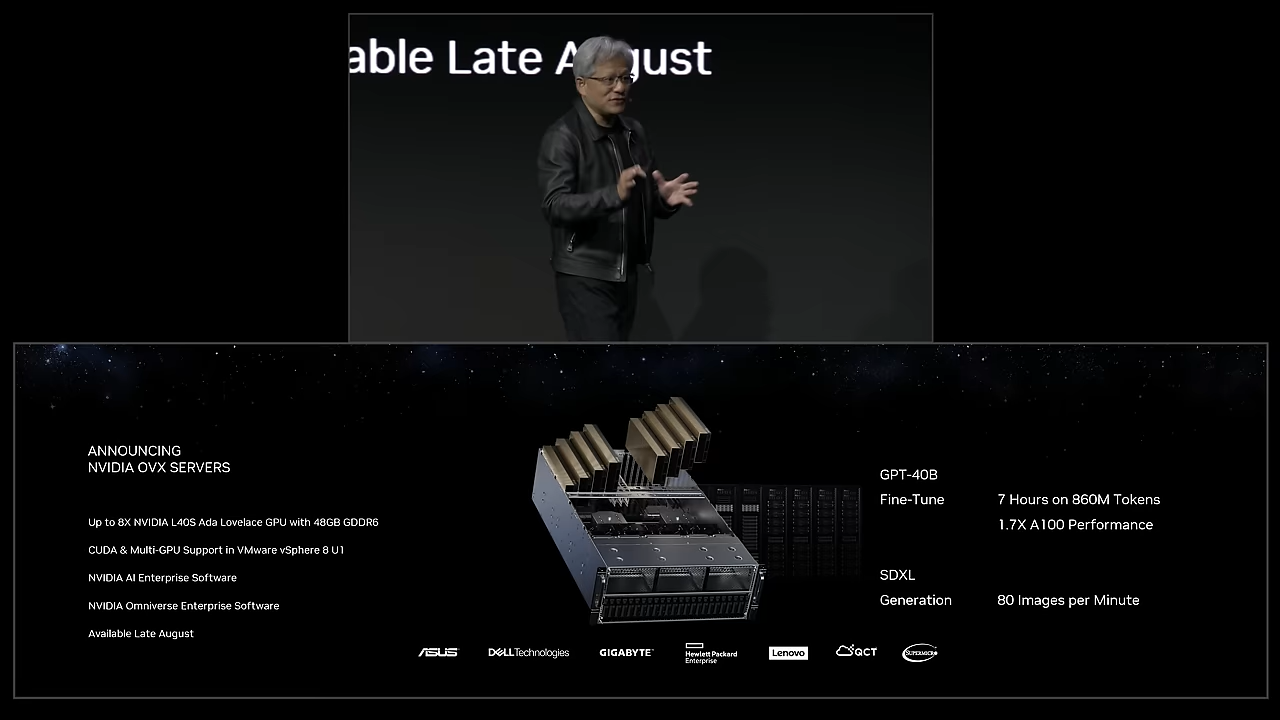 able Late August
ANNOUNCING
NVIDIA OVX SERVERS
Up to 8X NVIDIA L40S Ada Lovelace GPU with 48GB GDDR6
CUDA & Multi-GPU Support in VMware vSphere 8 U1
NVIDIA AI Enterprise Software
NVIDIA Omniverse Enterprise Software
Available Late August
GPT-40B
Fine-Tune 7 Hours on 860M Tokens
1.7X A100 Performance
SDXL
Generation 80 Images per Minute
ASUS DELLTechnologies GIGABYTE Hewlett Packard Enterprise Lenovo QCT SUPERMICRO